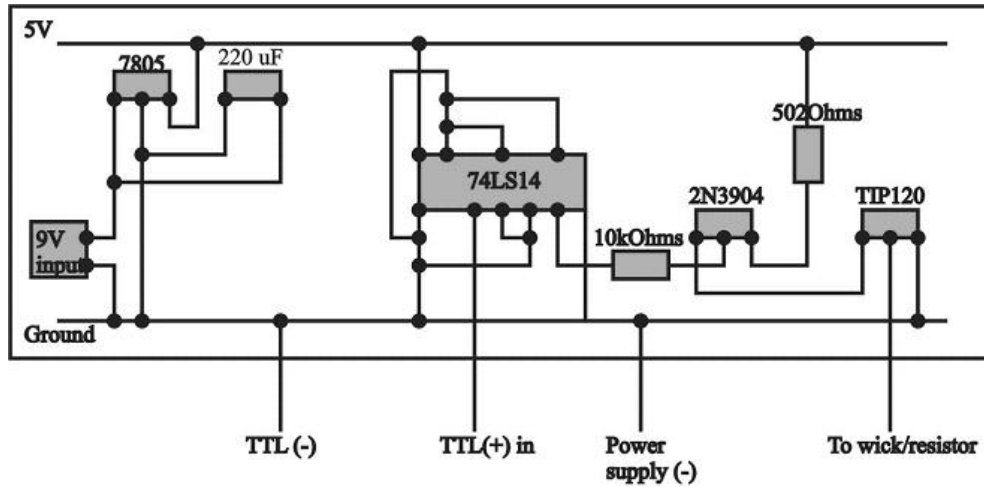 5V
7805
220 uF
502Ohms
74LS14
2N3904
TIP120
9V
input
10kOhms
Ground
TTL (-)
TTL(+) in
Power
supply (-)
To wick/resistor